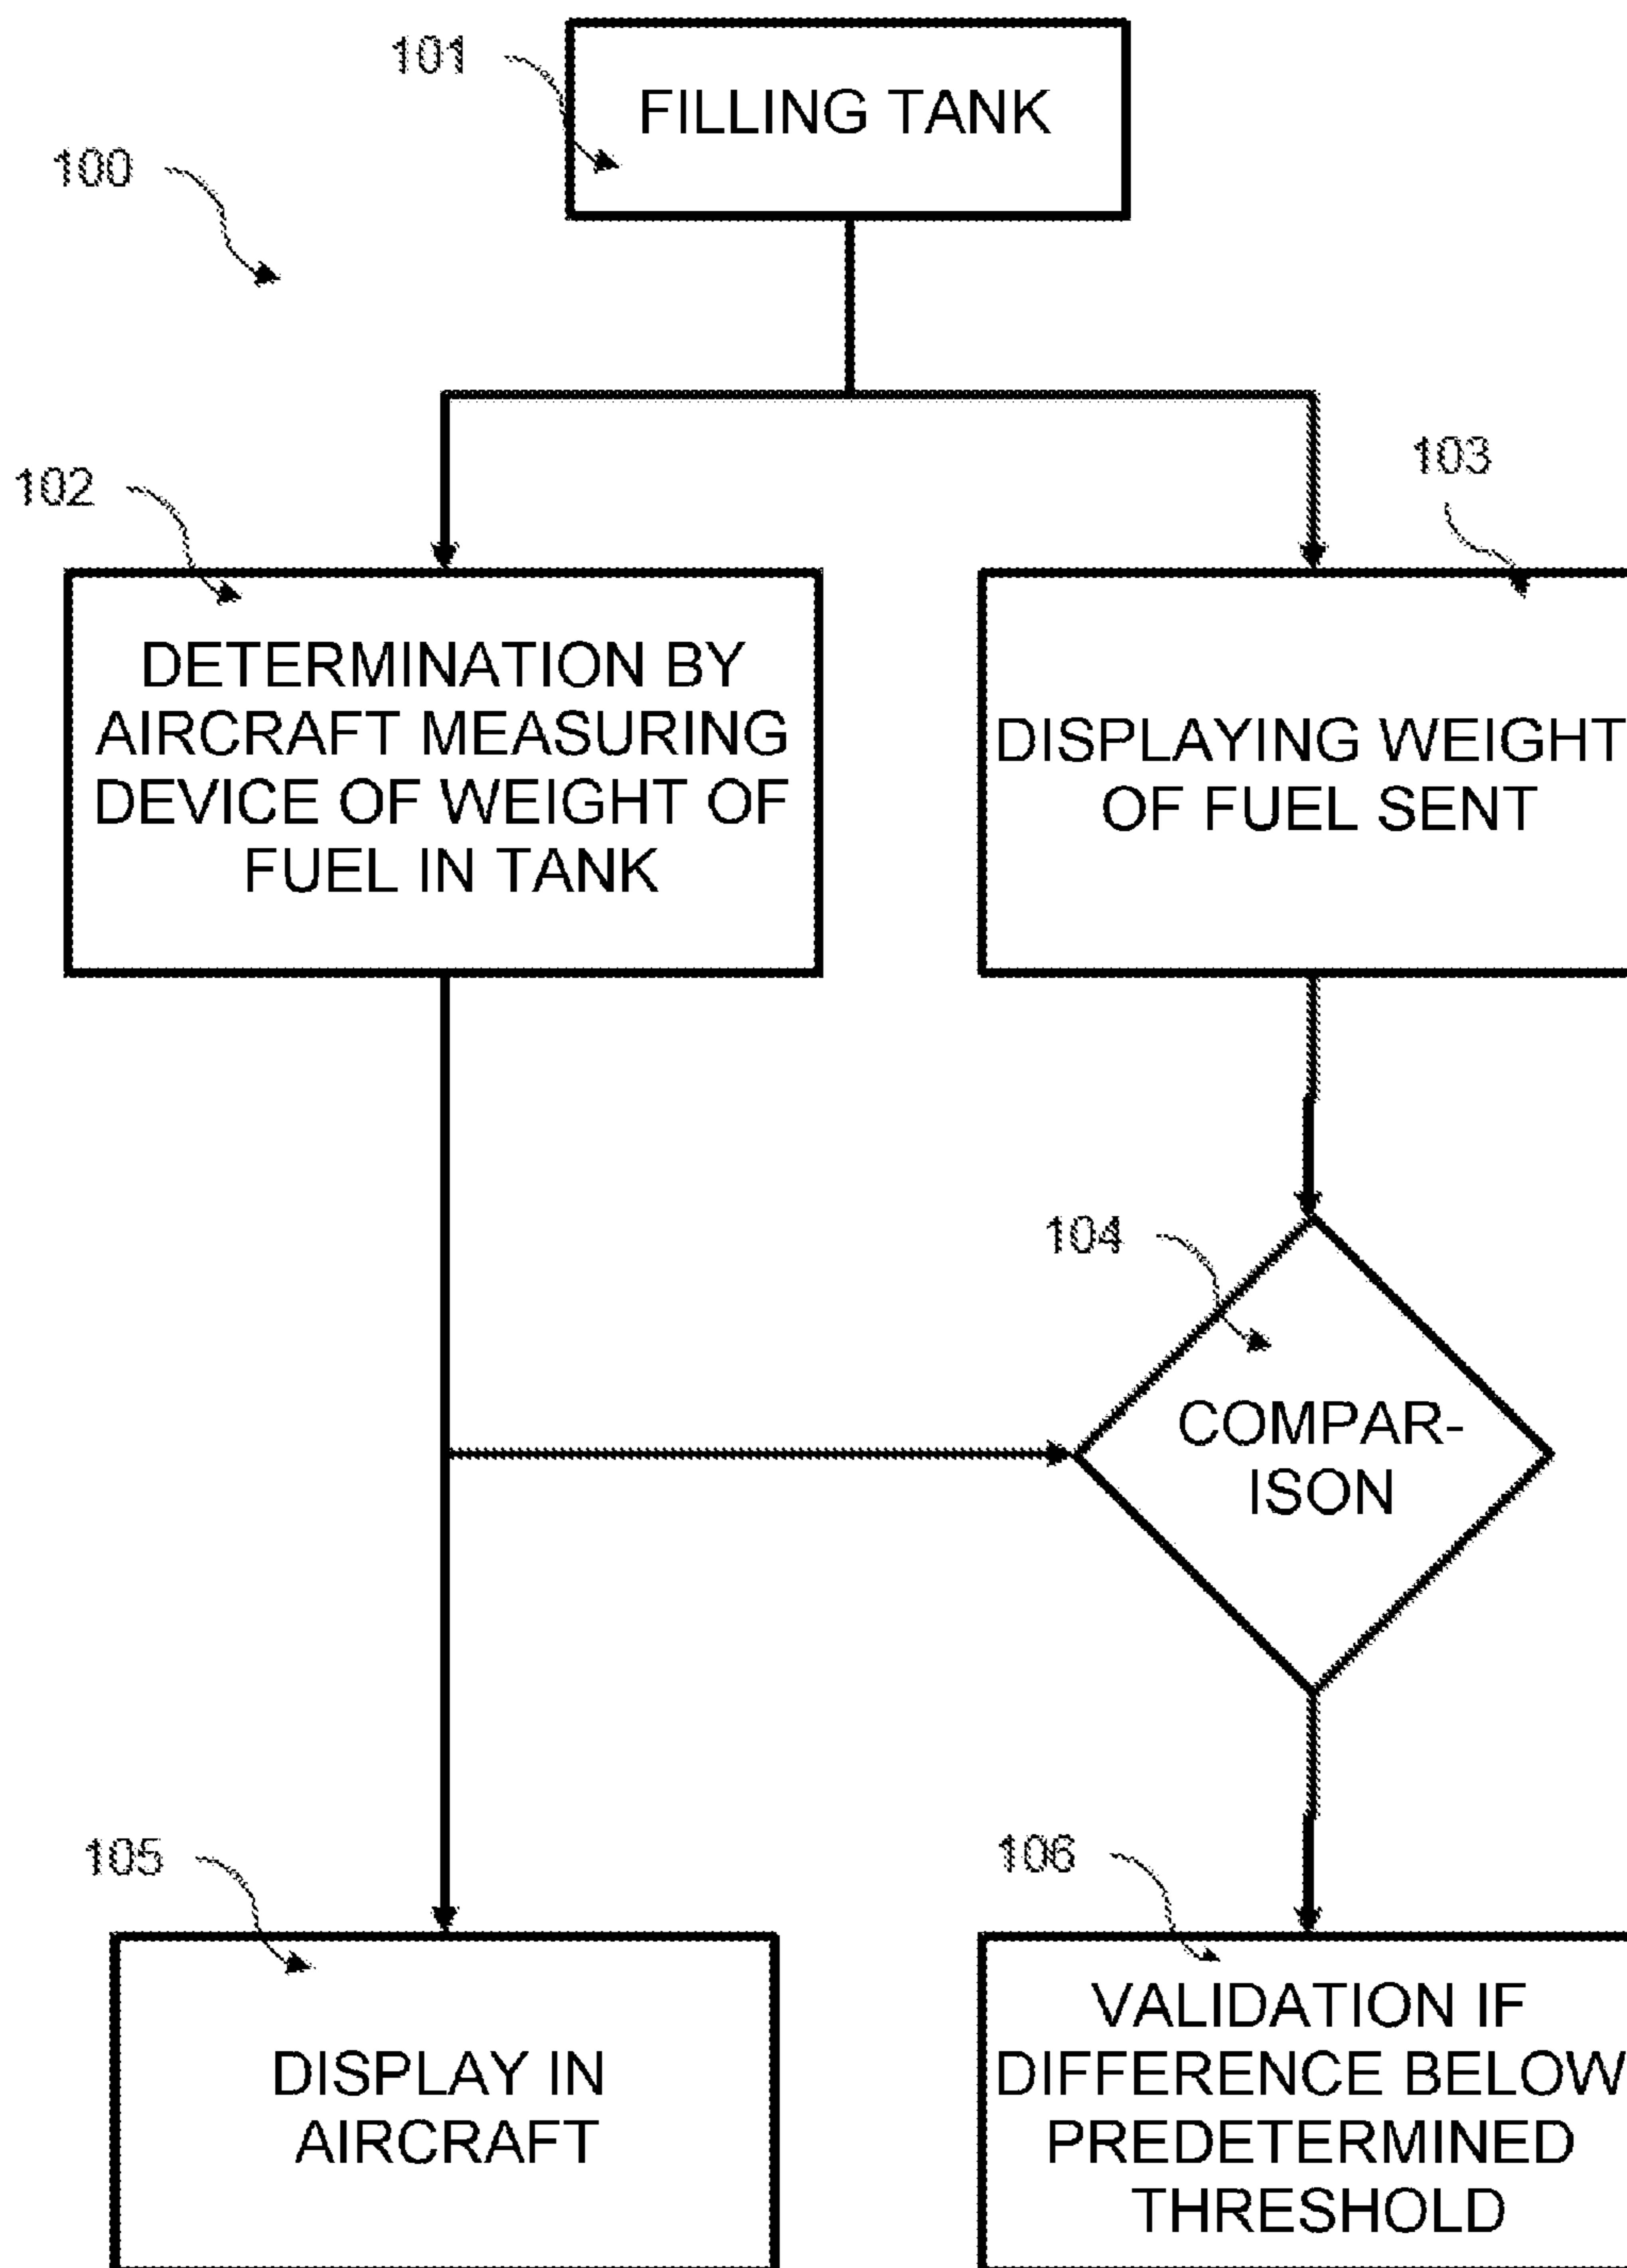 101
FILLING TANK
100
102
103
DETERMINATION BY
AIRCRAFT MEASURING
DEVICE OF WEIGHT OF
FUEL IN TANK
DISPLAYING WEIGHT
OF FUEL SENT
104
COMPAR-
ISON
105
106
DISPLAY IN
AIRCRAFT
VALIDATION IF
DIFFERENCE BELOW
PREDETERMINED
THRESHOLD